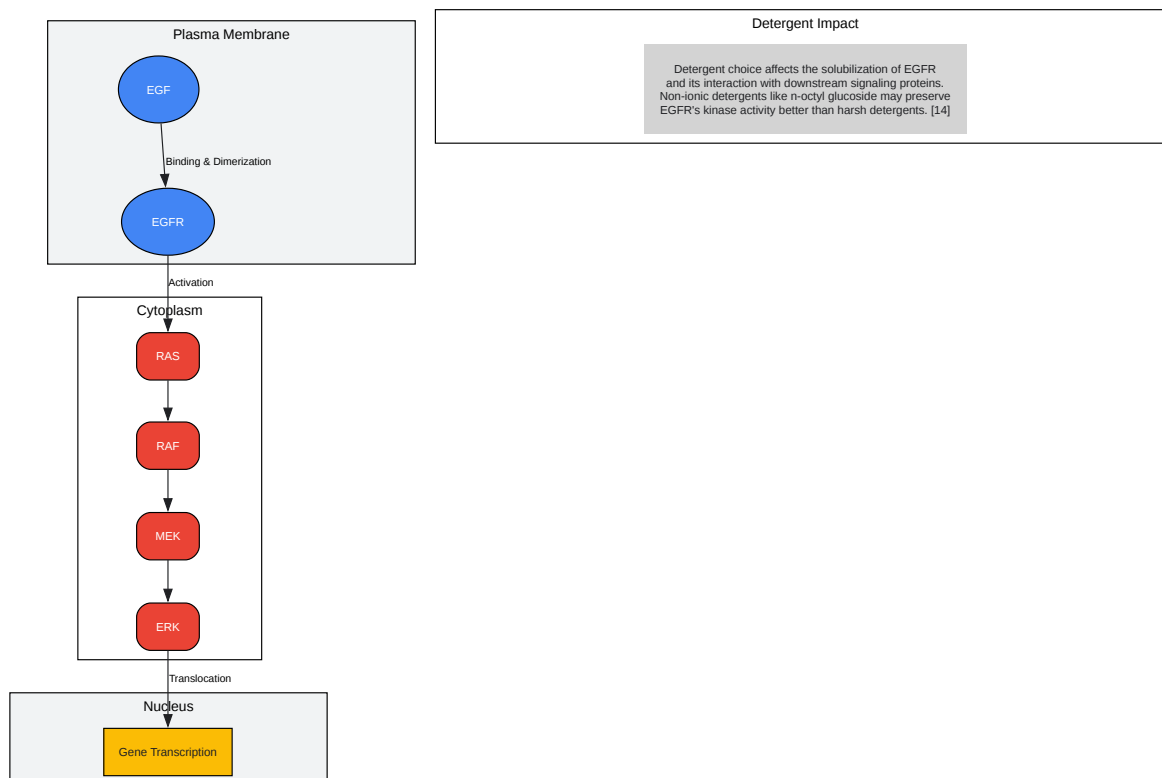 Plasma Membrane
EGF
Binding & Dimerization
EGFR
Activation
Cytoplasm
RAS
RAF
MEK
ERK
Translocation
Nucleus
Gene Transcription
Detergent Impact
Detergent choice affects the solubilization of EGFR
and its interaction with downstream signaling proteins.
Non-ionic detergents like n-octyl glucoside may preserve
EGFR's kinase activity better than harsh detergents. [14]